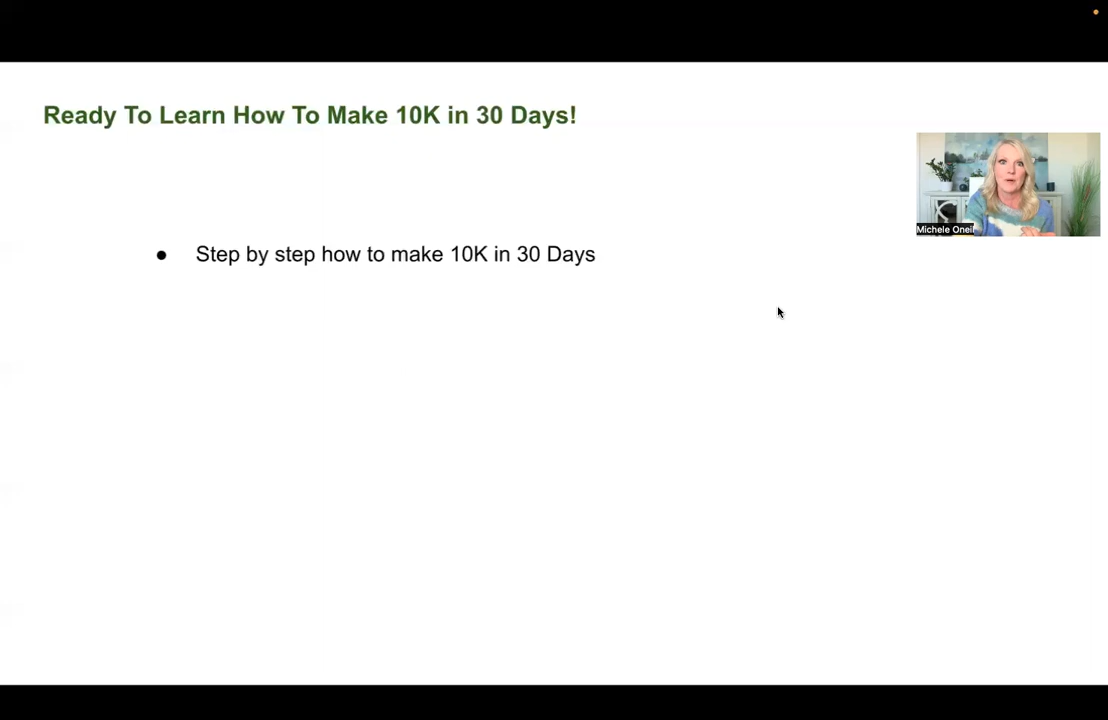 Ready To Learn How To Make 10K in 30 Days!
Michele Oneil
● Step by step how to make 10K in 30 Days